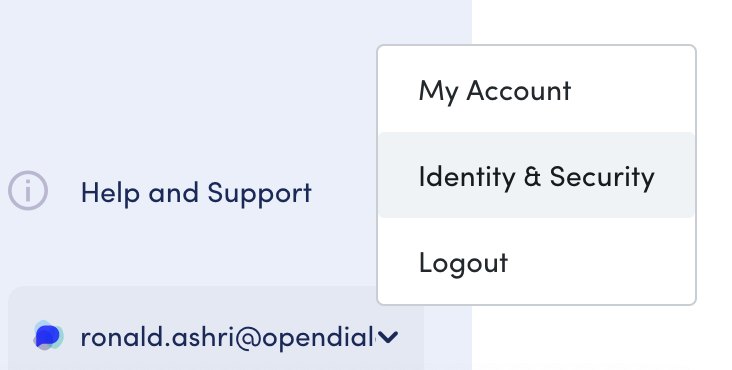 My Account
Identity & Security
Help and Support
Logout
ronald.ashri@opendial